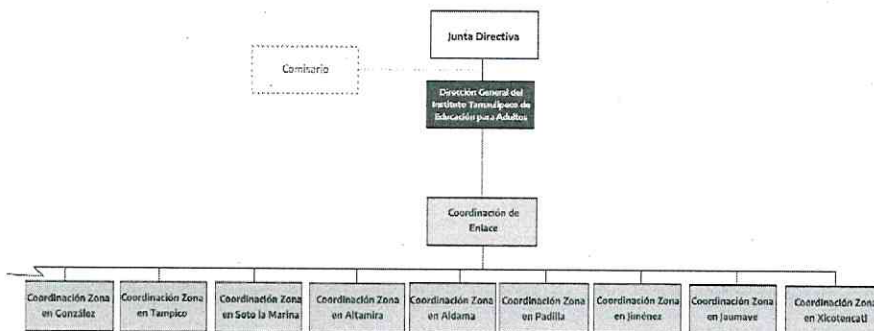 Junta Directiva
Comisario
Dirección General del
Instituto Tamaulipeco de
Educación para Adultos
Coordinación de
Enlace
Coordinación Zona
en González
Coordinación Zona
en Tampico
Coordinación Zona
en Soto la Marina
Coordinación Zona
en Altamira
Coordinación Zona
en Aldama
Coordinación Zona
en Padilla
Coordinación Zona
en Jiménez
Coordinación Zona
en Jaumave
Coordinación Zona
en Xicotencatl